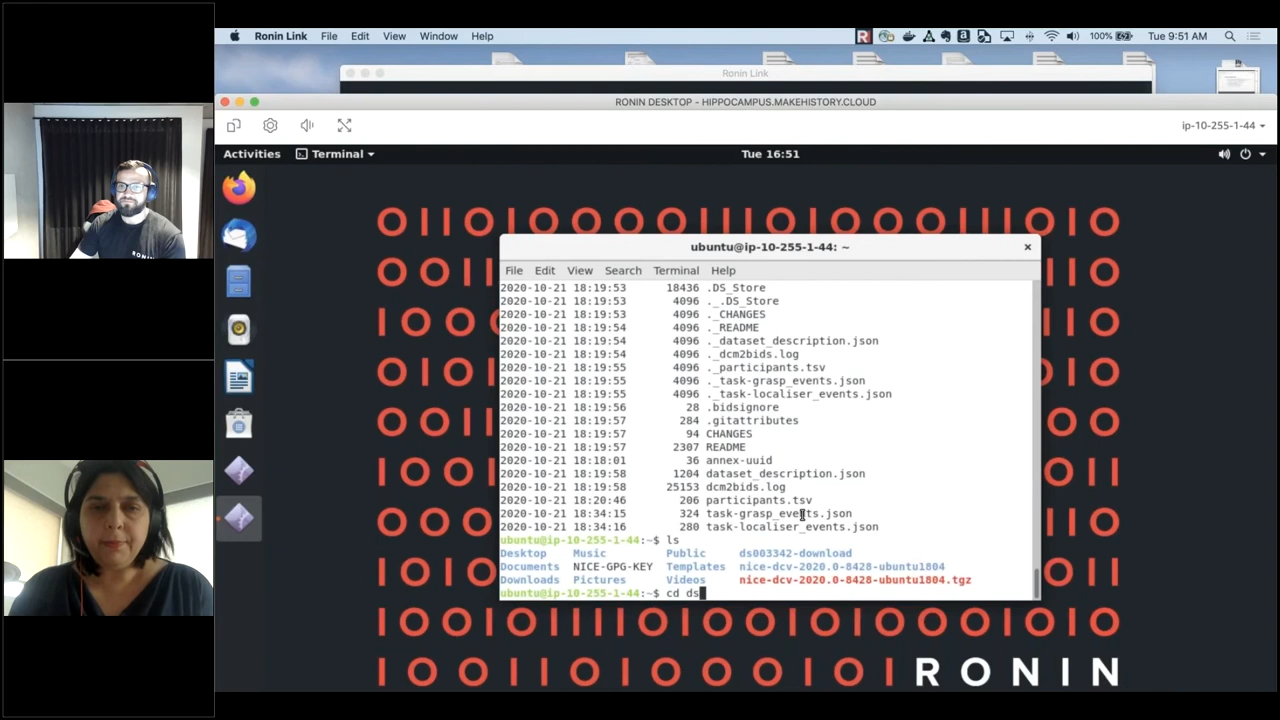 Ronin Link File Edit View Window Help 100% Tue 9:51 AM
Ronin Link
RONIN DESKTOP - HIPPOCAMPUS.MAKEHISTORY.CLOUD
ip-10-255-1-44
Activities Terminal Tue 16:51
ubuntu@ip-10-255-1-44: ~
File Edit View Search Terminal Help
2020-10-21 18:19:53 18436 .DS_Store
2020-10-21 18:19:53 4096 ._.DS_Store
2020-10-21 18:19:53 4096 ._CHANGES
2020-10-21 18:19:54 4096 ._README
2020-10-21 18:19:54 4096 ._dataset_description.json
2020-10-21 18:19:54 4096 ._dcm2bids.log
2020-10-21 18:19:55 4096 ._participants.tsv
2020-10-21 18:19:55 4096 ._task-grasp_events.json
2020-10-21 18:19:55 4096 ._task-localiser_events.json
2020-10-21 18:19:56 28 .bidsignore
2020-10-21 18:19:57 284 .gitattributes
2020-10-21 18:19:57 94 CHANGES
2020-10-21 18:19:57 2307 README
2020-10-21 18:18:01 36 annex-uuid
2020-10-21 18:19:58 1204 dataset_description.json
2020-10-21 18:19:58 25153 dcm2bids.log
2020-10-21 18:20:46 206 participants.tsv
2020-10-21 18:34:15 324 task-grasp_events.json
2020-10-21 18:34:16 280 task-localiser_events.json
ubuntu@ip-10-255-1-44:~$ ls
Desktop Music Public ds003342-download
Documents NICE-GPG-KEY Templates nice-dcv-2020.0-8428-ubuntu1804
Downloads Pictures Videos nice-dcv-2020.0-8428-ubuntu1804.tgz
ubuntu@ip-10-255-1-44:~$ cd ds
RONIN